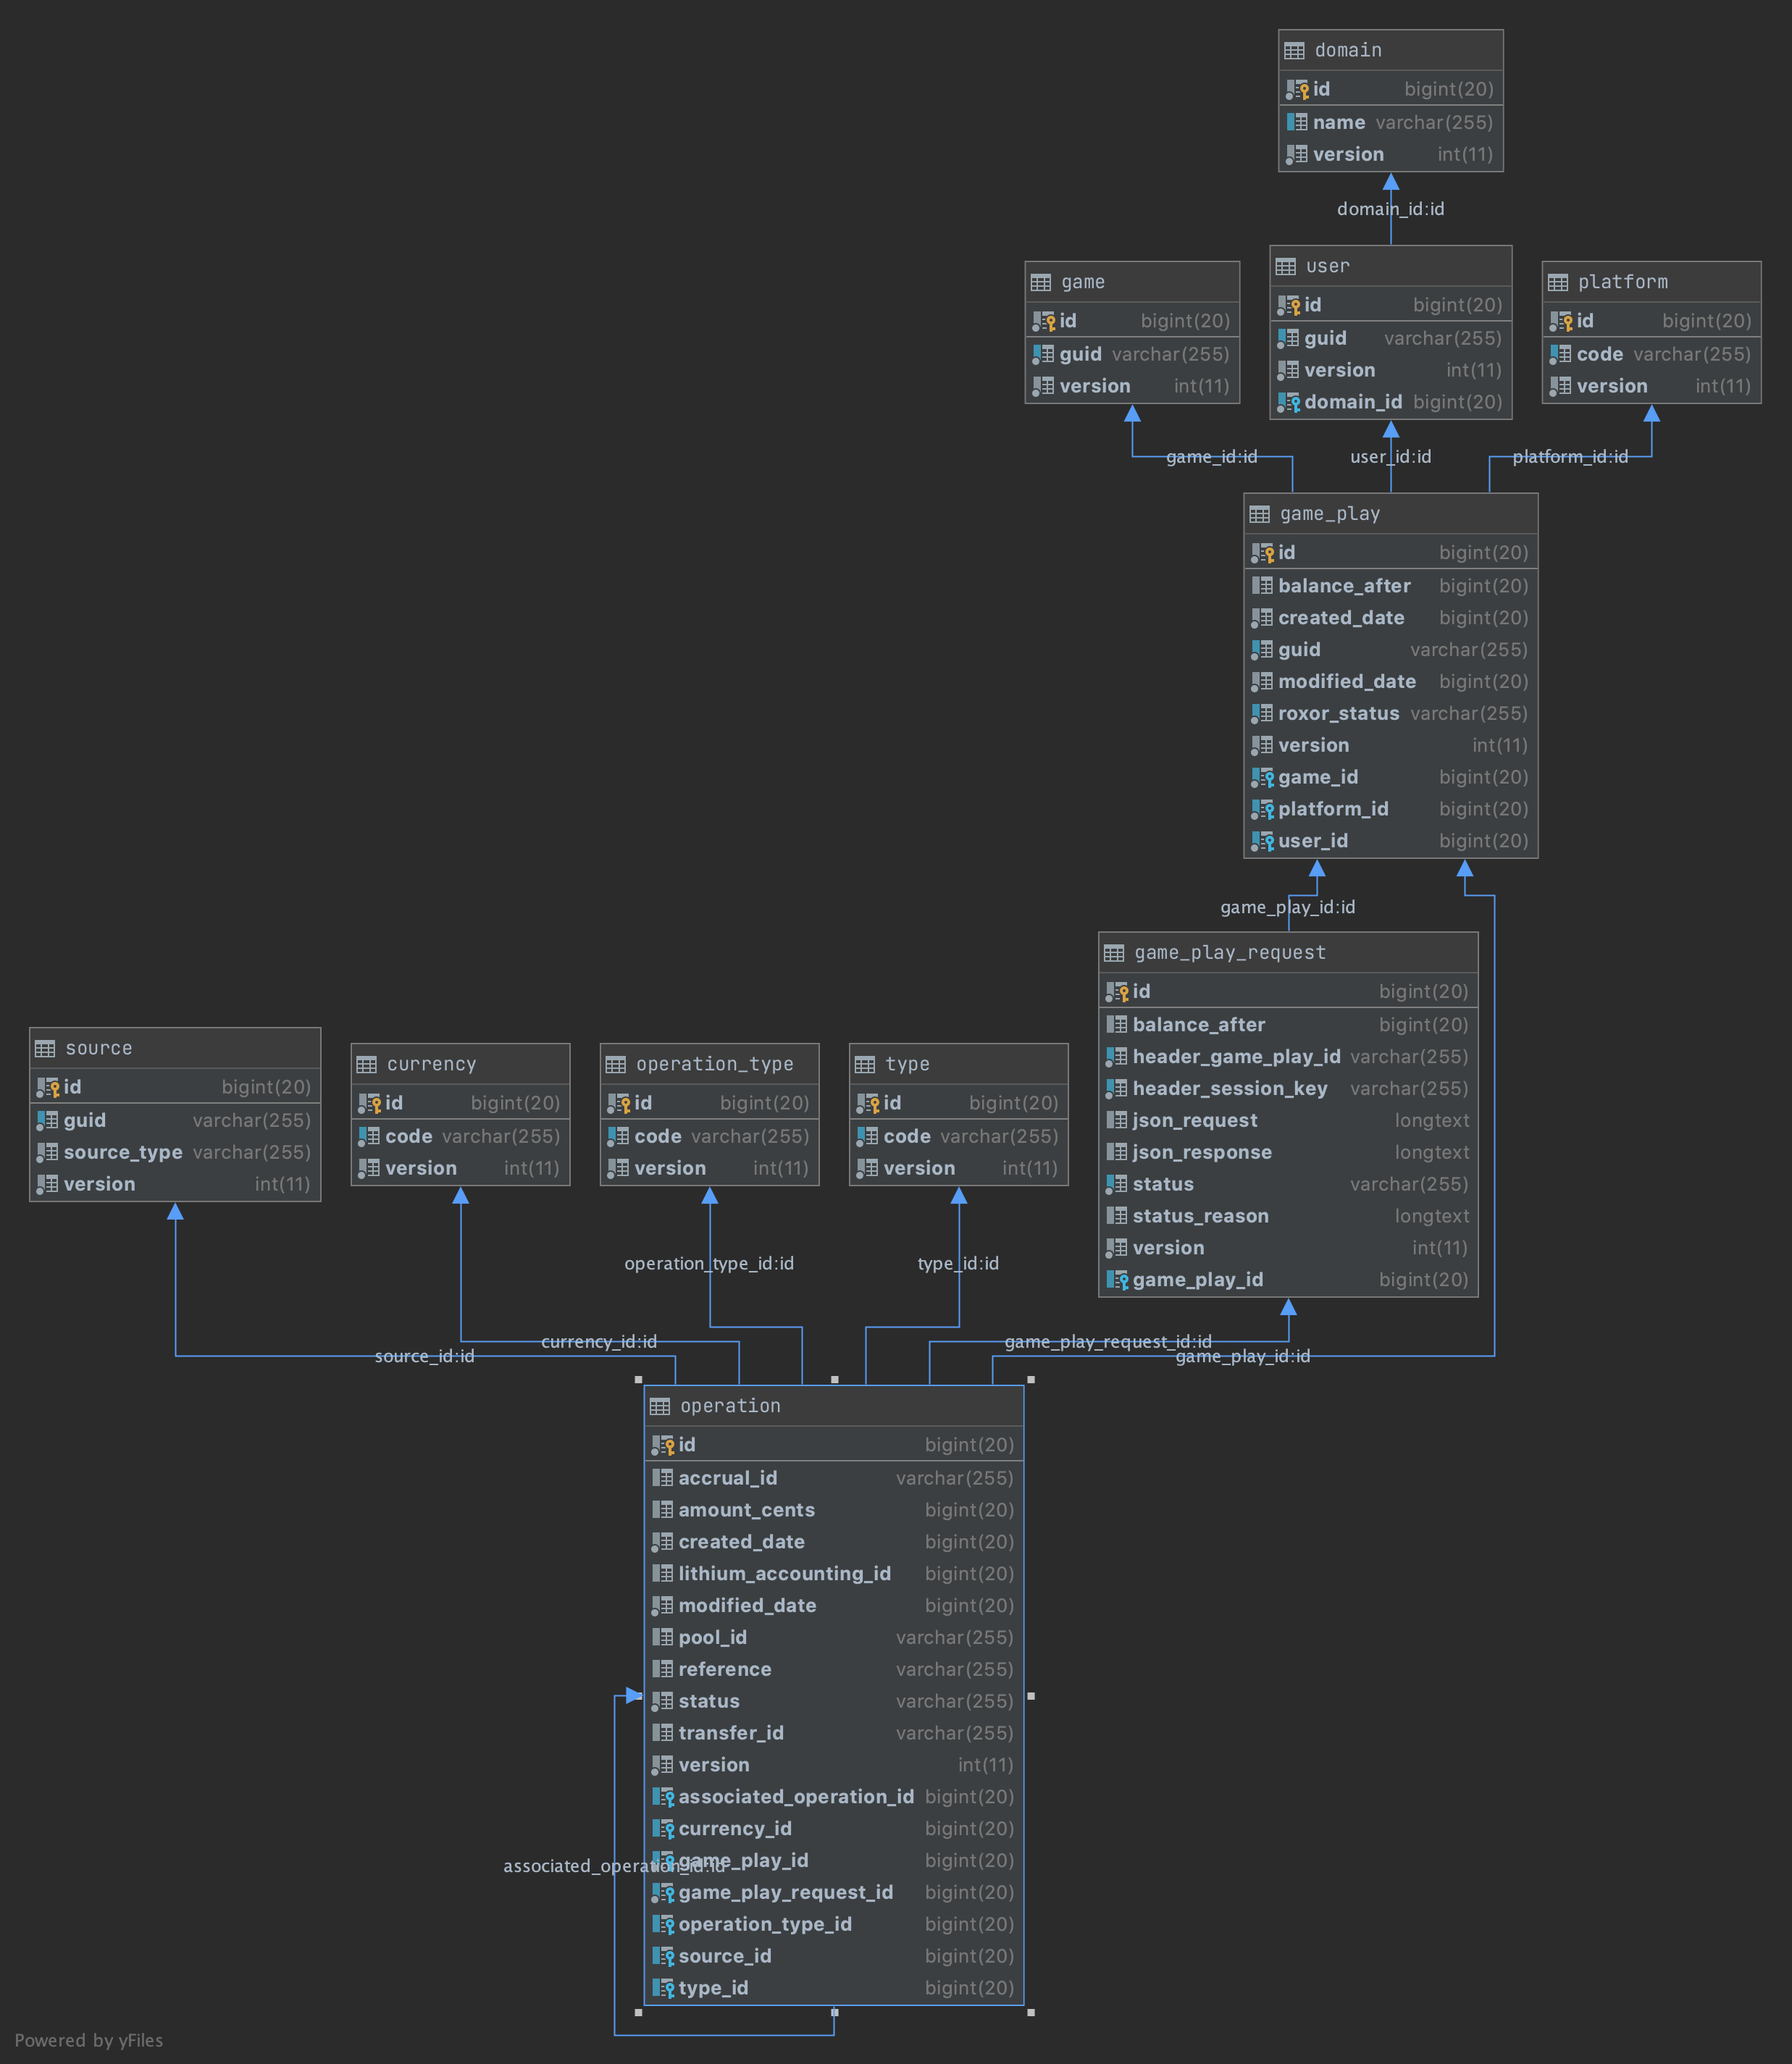 domain
id bigint(20)
name varchar(255)
version int(11)
domain_id:id
game
id bigint(20)
guid varchar(255)
version int(11)
user
id bigint(20)
guid varchar(255)
version int(11)
domain_id bigint(20)
platform
id bigint(20)
code varchar(255)
version int(11)
game_id:id
user_id:id
platform_id:id
game_play
id bigint(20)
balance_after bigint(20)
created_date bigint(20)
guid varchar(255)
modified_date bigint(20)
roxor_status varchar(255)
version int(11)
game_id bigint(20)
platform_id bigint(20)
user_id bigint(20)
game_play_id:id
game_play_request
id bigint(20)
balance_after bigint(20)
header_game_play_id varchar(255)
header_session_key varchar(255)
json_request longtext
json_response longtext
status varchar(255)
status_reason longtext
version int(11)
game_play_id bigint(20)
source
id bigint(20)
guid varchar(255)
source_type varchar(255)
version int(11)
currency
id bigint(20)
code varchar(255)
version int(11)
operation_type
id bigint(20)
code varchar(255)
version int(11)
type
id bigint(20)
code varchar(255)
version int(11)
operation_type_id:id
type_id:id
currency_id:id
game_play_request_id:id
source_id:id
game_play_id:id
operation
id bigint(20)
accrual_id varchar(255)
amount_cents bigint(20)
created_date bigint(20)
lithium_accounting_id bigint(20)
modified_date bigint(20)
pool_id varchar(255)
reference varchar(255)
status varchar(255)
transfer_id varchar(255)
version int(11)
associated_operation_id bigint(20)
currency_id bigint(20)
game_play_id bigint(20)
associated_operation_id:id
game_play_request_id bigint(20)
operation_type_id bigint(20)
source_id bigint(20)
type_id bigint(20)
Powered by yFiles